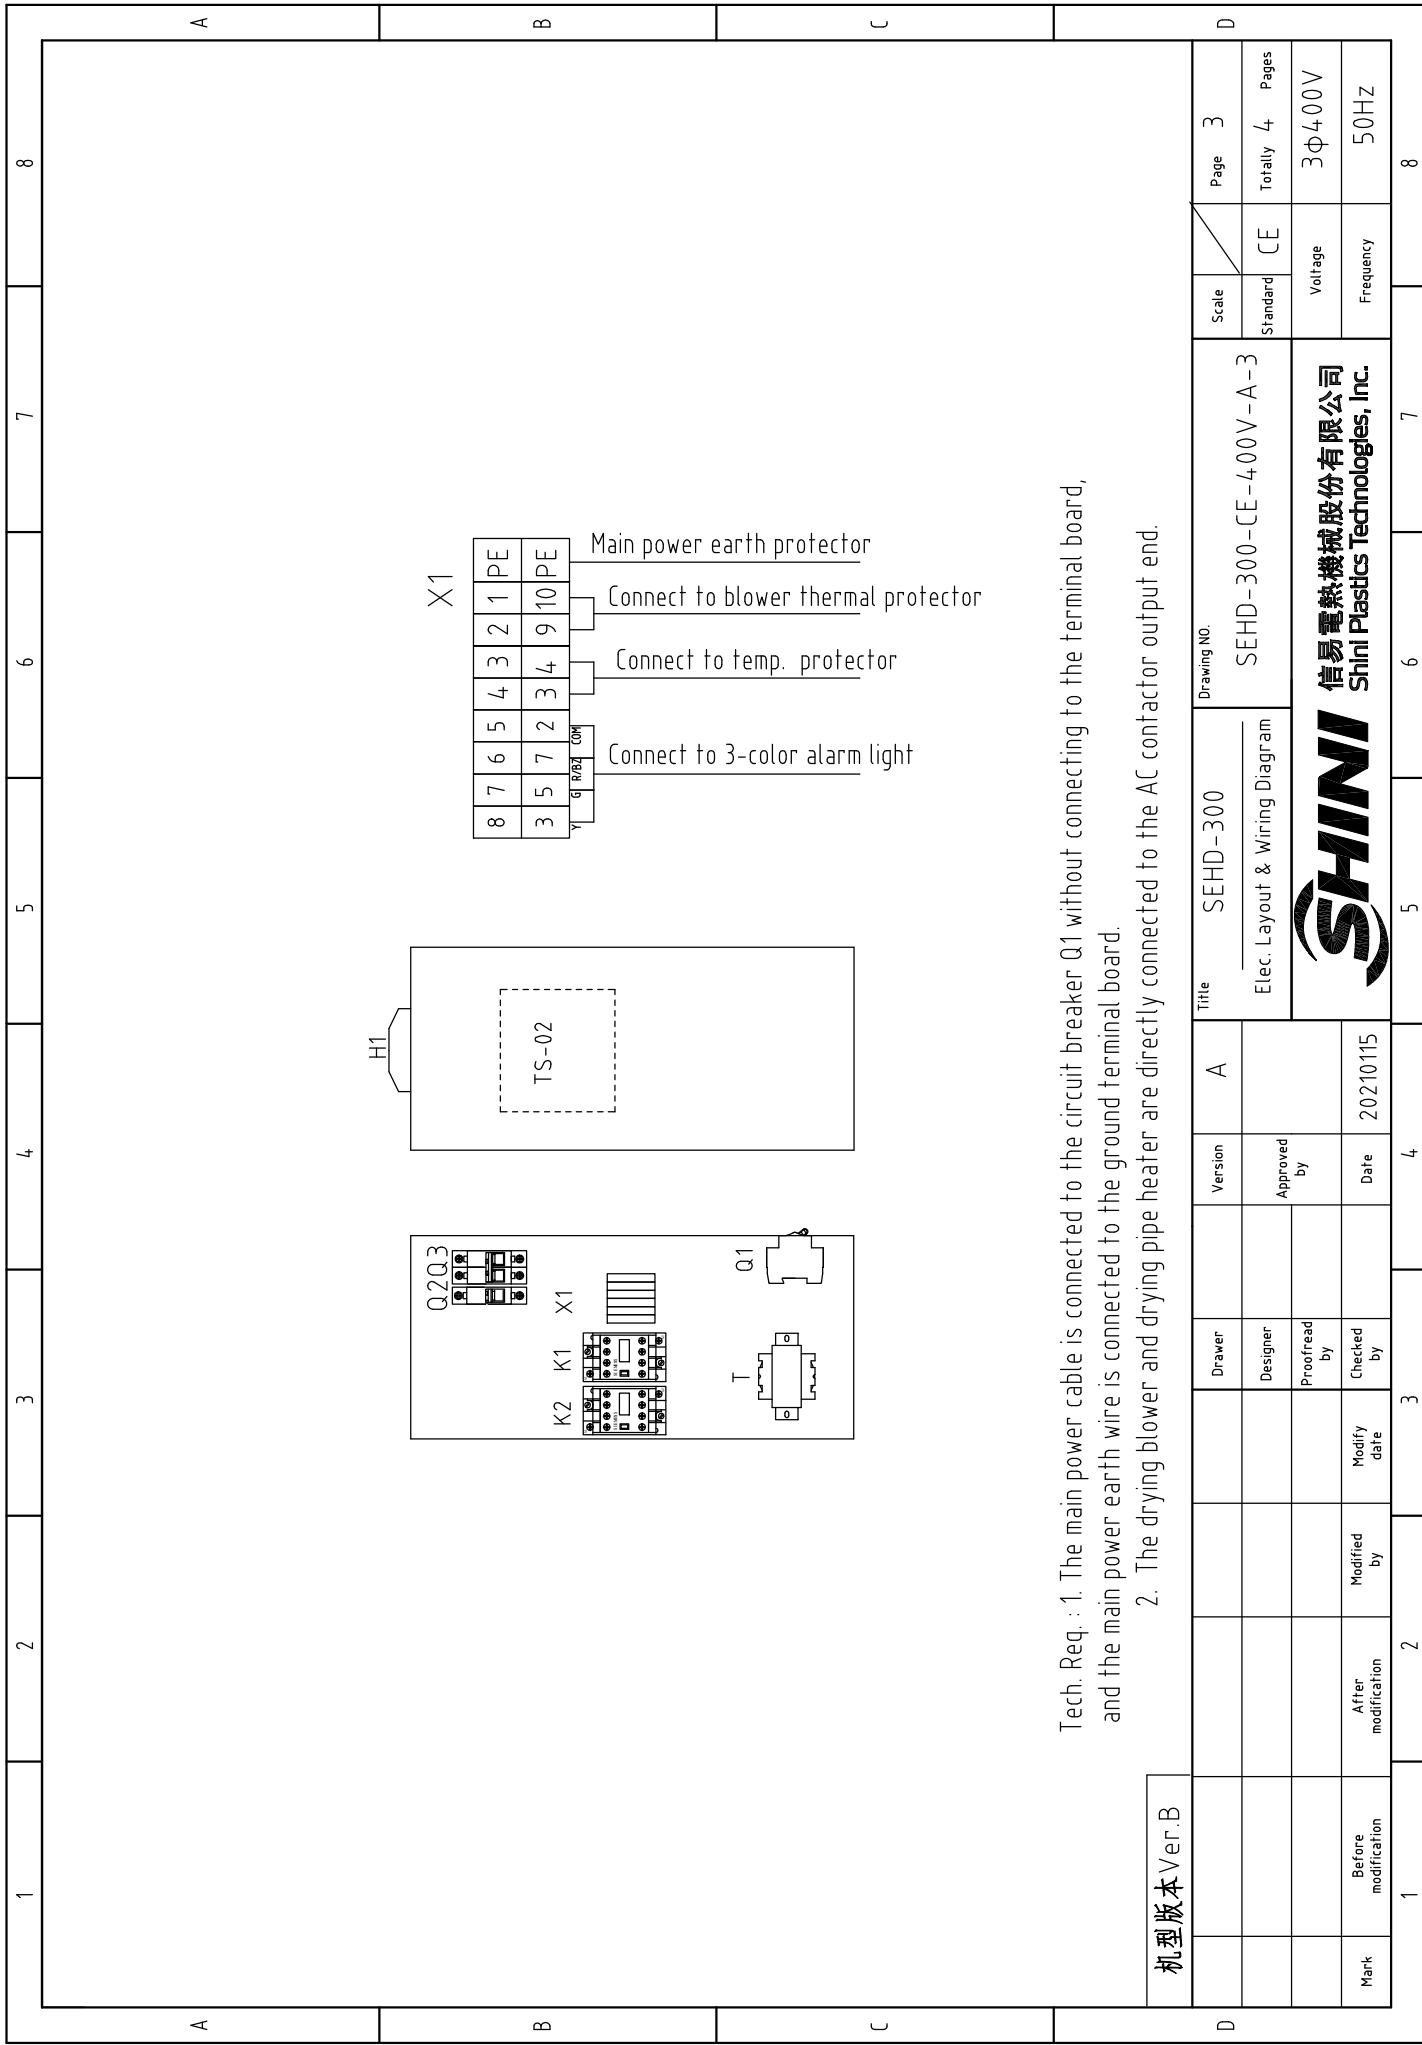 1 2 3 4 5 6 7 8
A A
B B
C C
D D
H1
Q2Q3
TS-02
K2 K1 X1
T Q1
X1
8 7 6 5 4 3 2 1 PE
3 5 7 2 3 4 9 10 PE
Y G R/BZ COM
Main power earth protector
Connect to blower thermal protector
Connect to temp. protector
Connect to 3-color alarm light
Tech. Req. : 1. The main power cable is connected to the circuit breaker Q1 without connecting to the terminal board,
and the main power earth wire is connected to the ground terminal board.
2. The drying blower and drying pipe heater are directly connected to the AC contactor output end.
机型版本Ver.B
Mark
Before
modification
After
modification
Modified
by
Modify
date
Drawer
Designer
Proofread
by
Checked
by
Version A
Approved
by
Date 20210115
Title
SEHD-300
Elec. Layout & Wiring Diagram
Drawing NO.
SEHD-300-CE-400V-A-3
SHINI
信易電熱機械股份有限公司
Shini Plastics Technologies, Inc.
Scale Page 3
Standard CE Totally 4 Pages
Voltage 3Φ400V
Frequency 50HZ
1 2 3 4 5 6 7 8